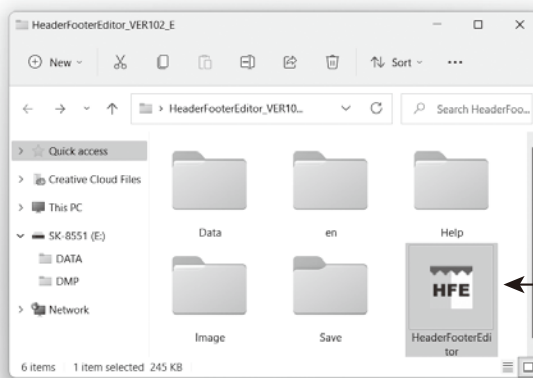 HeaderFooterEditor_VER102_E
New
Sort
HeaderFooterEditor_VER10...
Search HeaderFoo...
Quick access
Creative Cloud Files
This PC
SK-8551 (E:)
DATA
DMP
Network
Data
en
Help
Image
Save
HFE
HeaderFooterEdi
tor
6 items
1 item selected 245 KB